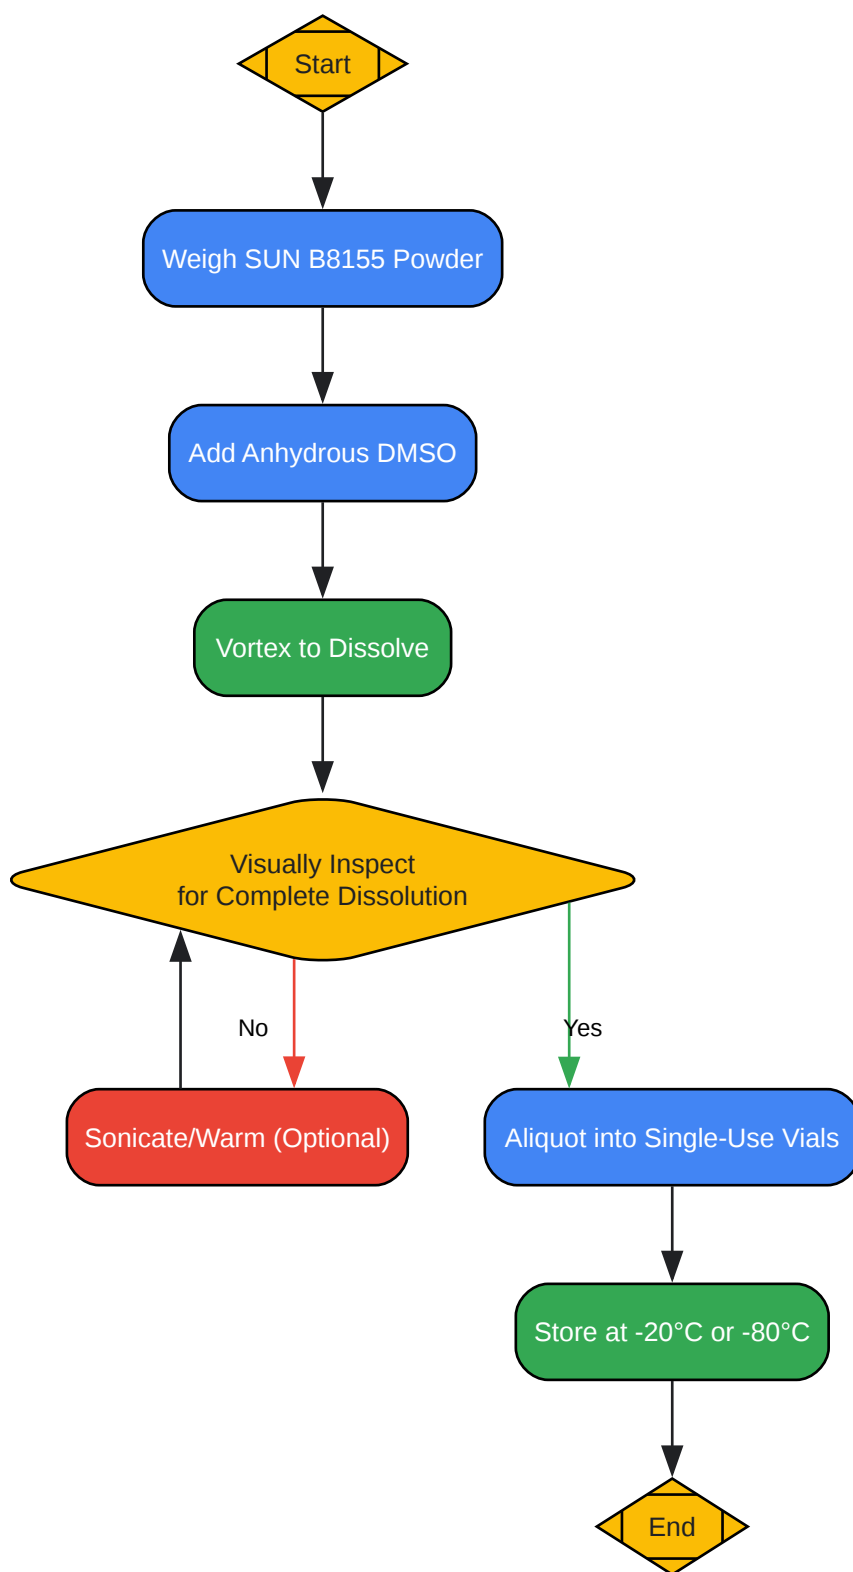 Start
Weigh SUN B8155 Powder
Add Anhydrous DMSO
Vortex to Dissolve
Visually Inspect
for Complete Dissolution
No
Yes
Sonicate/Warm (Optional)
Aliquot into Single-Use Vials
Store at -20°C or -80°C
End